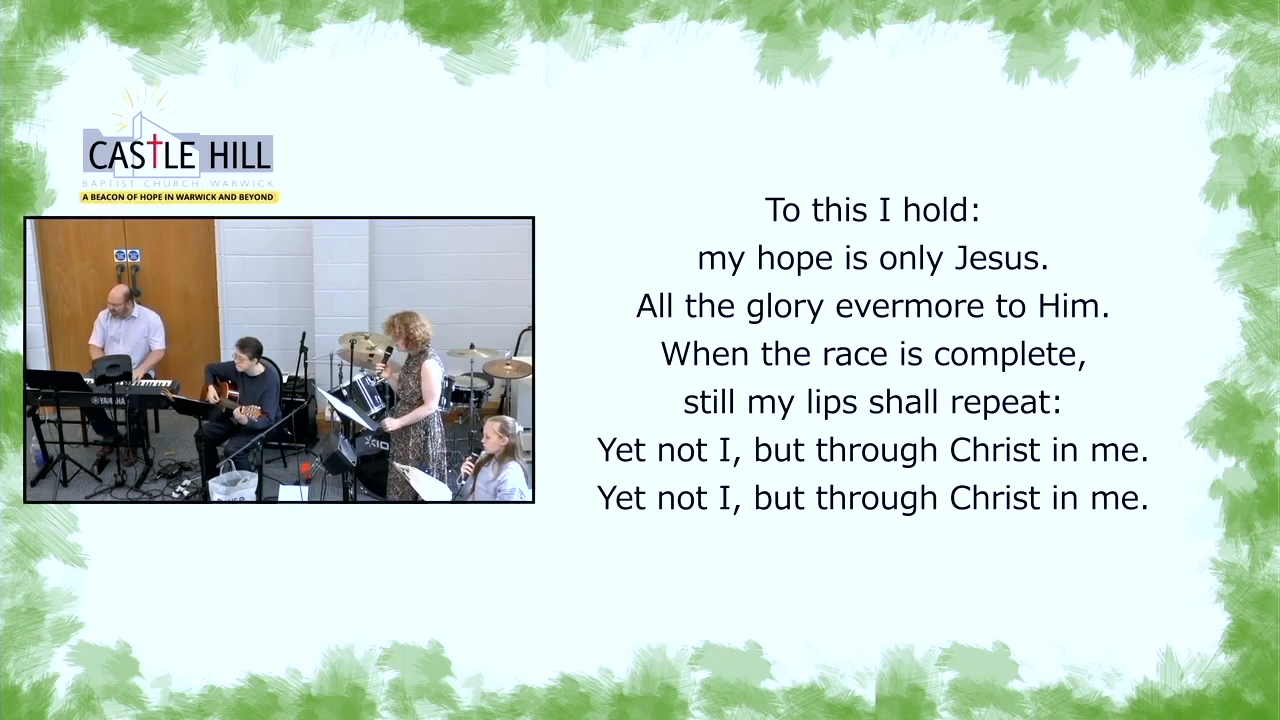 CASTLE HILL
BAPTIST CHURCH, WARWICK
A BEACON OF HOPE IN WARWICK AND BEYOND
YAMAHA
To this I hold:
my hope is only Jesus.
All the glory evermore to Him.
When the race is complete,
still my lips shall repeat:
Yet not I, but through Christ in me.
Yet not I, but through Christ in me.